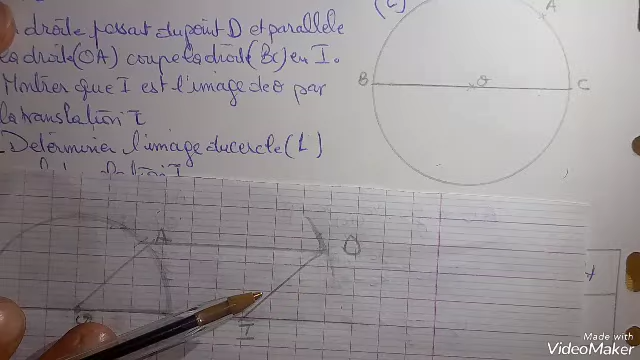 droite passant du point D et parallèle
la droite (OA) coupe la droite (BC) en I.
Montrer que I est l'image de O par
la translation τ
Déterminer l'image du cercle (C)
(C)
A
B
O
C
A
D
I
Made with
VideoMaker